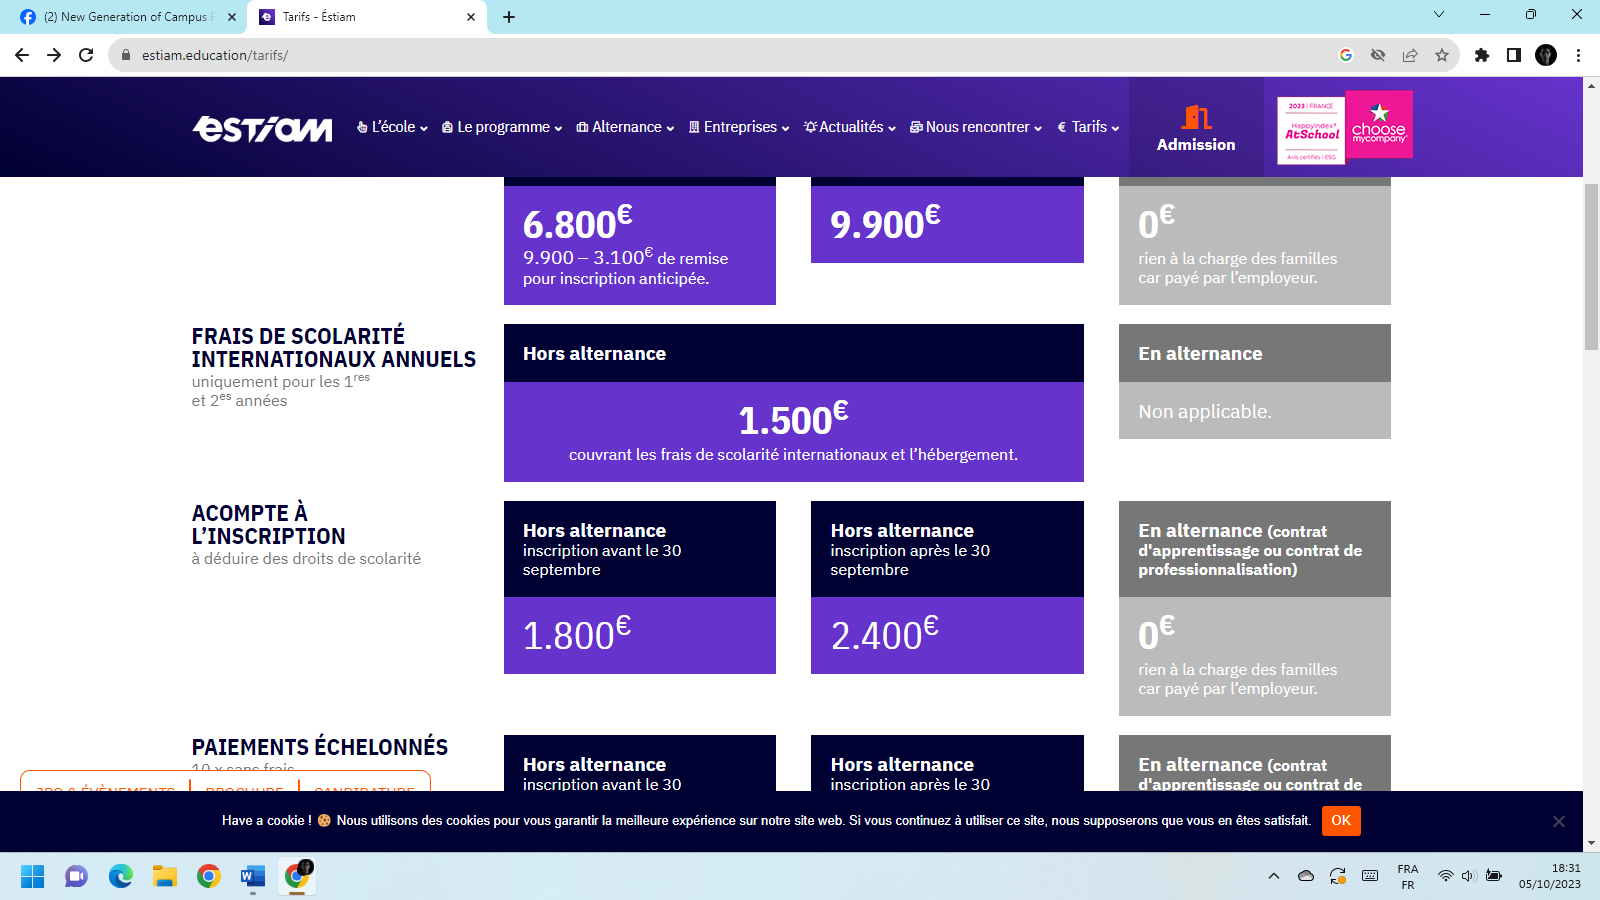 (2) New Generation of Campus F
Tarifs - Éstiam
estiam.education/tarifs/
estiam
L'école
Le programme
Alternance
Entreprises
Actualités
Nous rencontrer
€ Tarifs
Admission
2023 | FRANCE
HappyIndex®
AtSchool
Avis certifiés | ESG
choose
mycompany
6.800€
9.900 – 3.100€ de remise
pour inscription anticipée.
9.900€
0€
rien à la charge des familles
car payé par l'employeur.
FRAIS DE SCOLARITÉ
INTERNATIONAUX ANNUELS
uniquement pour les 1res
et 2es années
Hors alternance
1.500€
couvrant les frais de scolarité internationaux et l'hébergement.
En alternance
Non applicable.
ACOMPTE À
L'INSCRIPTION
à déduire des droits de scolarité
Hors alternance
inscription avant le 30
septembre
1.800€
Hors alternance
inscription après le 30
septembre
2.400€
En alternance (contrat
d'apprentissage ou contrat de
professionnalisation)
0€
rien à la charge des familles
car payé par l'employeur.
PAIEMENTS ÉCHELONNÉS
10 x sans frais
Hors alternance
inscription avant le 30
Hors alternance
inscription après le 30
En alternance (contrat
d'apprentissage ou contrat de
JPO & ÉVÈNEMENTS
BROCHURE
CANDIDATURE
Have a cookie ! 🍪 Nous utilisons des cookies pour vous garantir la meilleure expérience sur notre site web. Si vous continuez à utiliser ce site, nous supposerons que vous en êtes satisfait.
OK
FRA
FR
18:31
05/10/2023